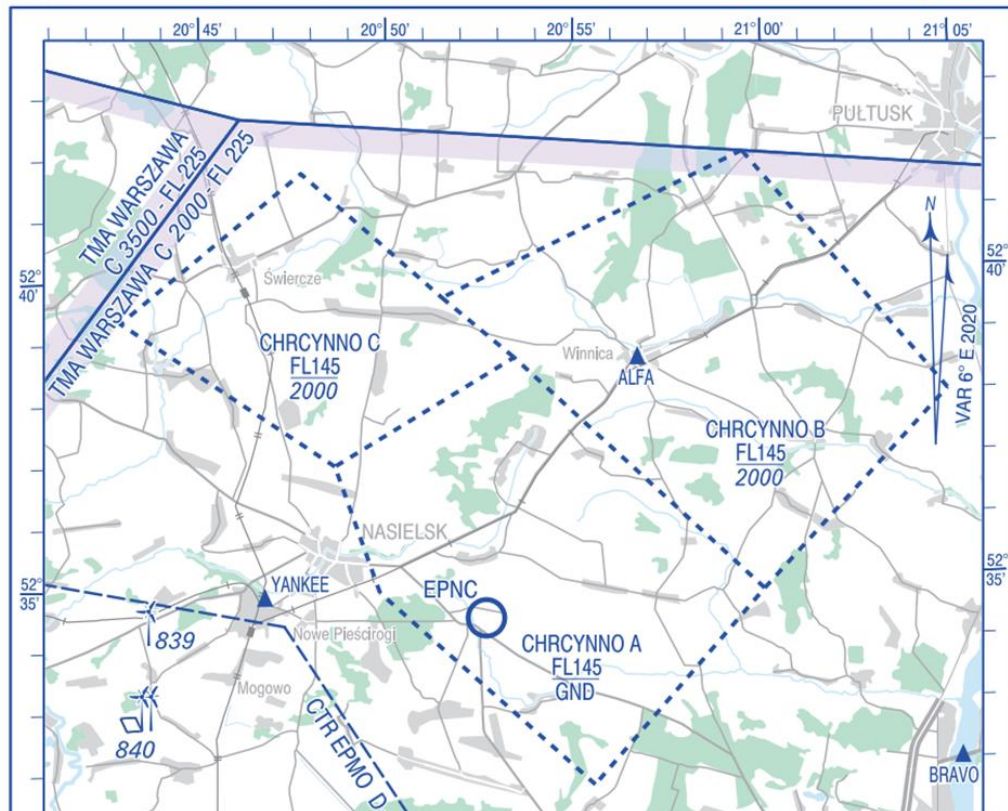 20° 45' 20° 50' 20° 55' 21° 00' 21° 05'
PUŁTUSK
TMA WARSZAWA
C 3500 - FL 225
TMA WARSZAWA C 2000 - FL 225
N
52°
40'
52°
40'
Świercze
CHRCYNNO C
FL145
2000
Winnica
ALFA
VAR 6° E 2020
CHRCYNNO B
FL145
2000
NASIELSK
52°
35'
52°
35'
YANKEE
EPNC
839
Nowe Pieścirogi
CHRCYNNO A
FL145
GND
Mogowo
CTR EPMO D
840
BRAVO